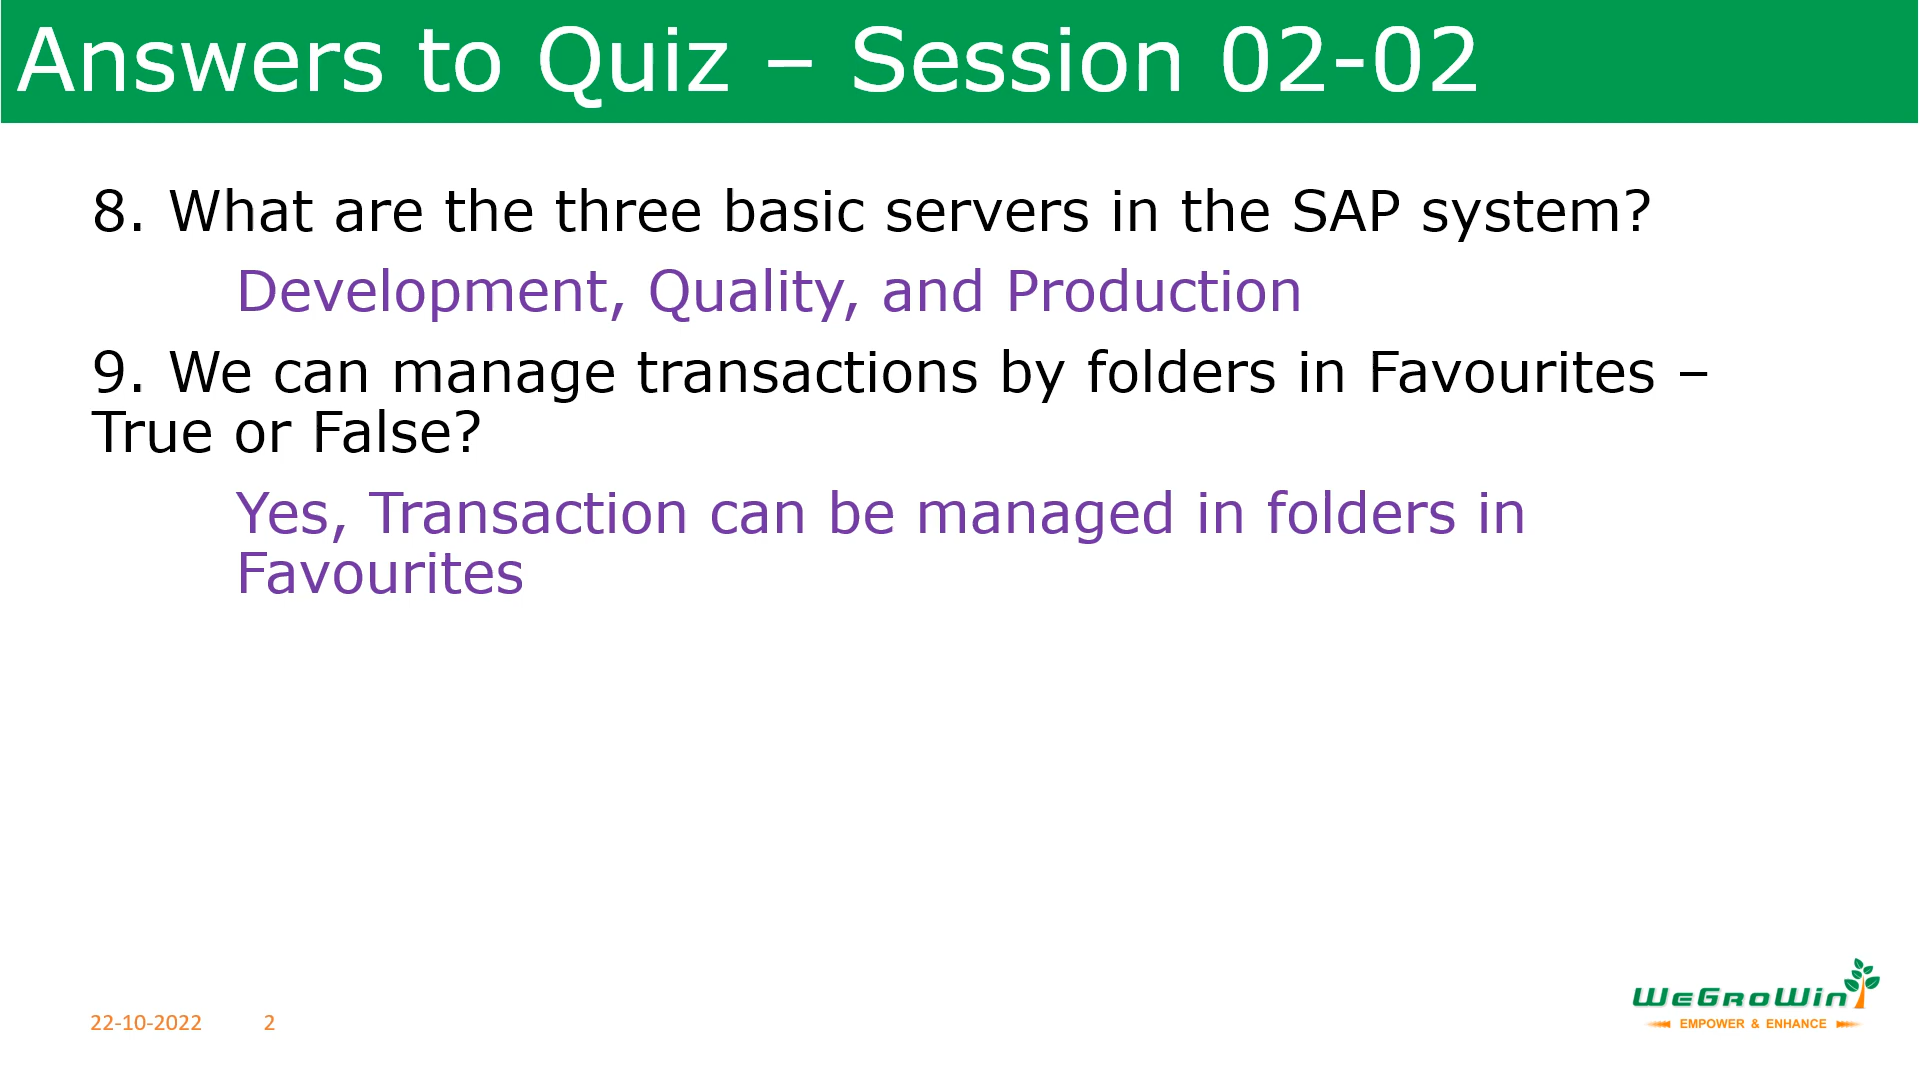 Answers to Quiz – Session 02-02
8. What are the three basic servers in the SAP system?
Development, Quality, and Production
9. We can manage transactions by folders in Favourites –
True or False?
Yes, Transaction can be managed in folders in
Favourites
22-10-2022 2
WeGroWin
EMPOWER & ENHANCE